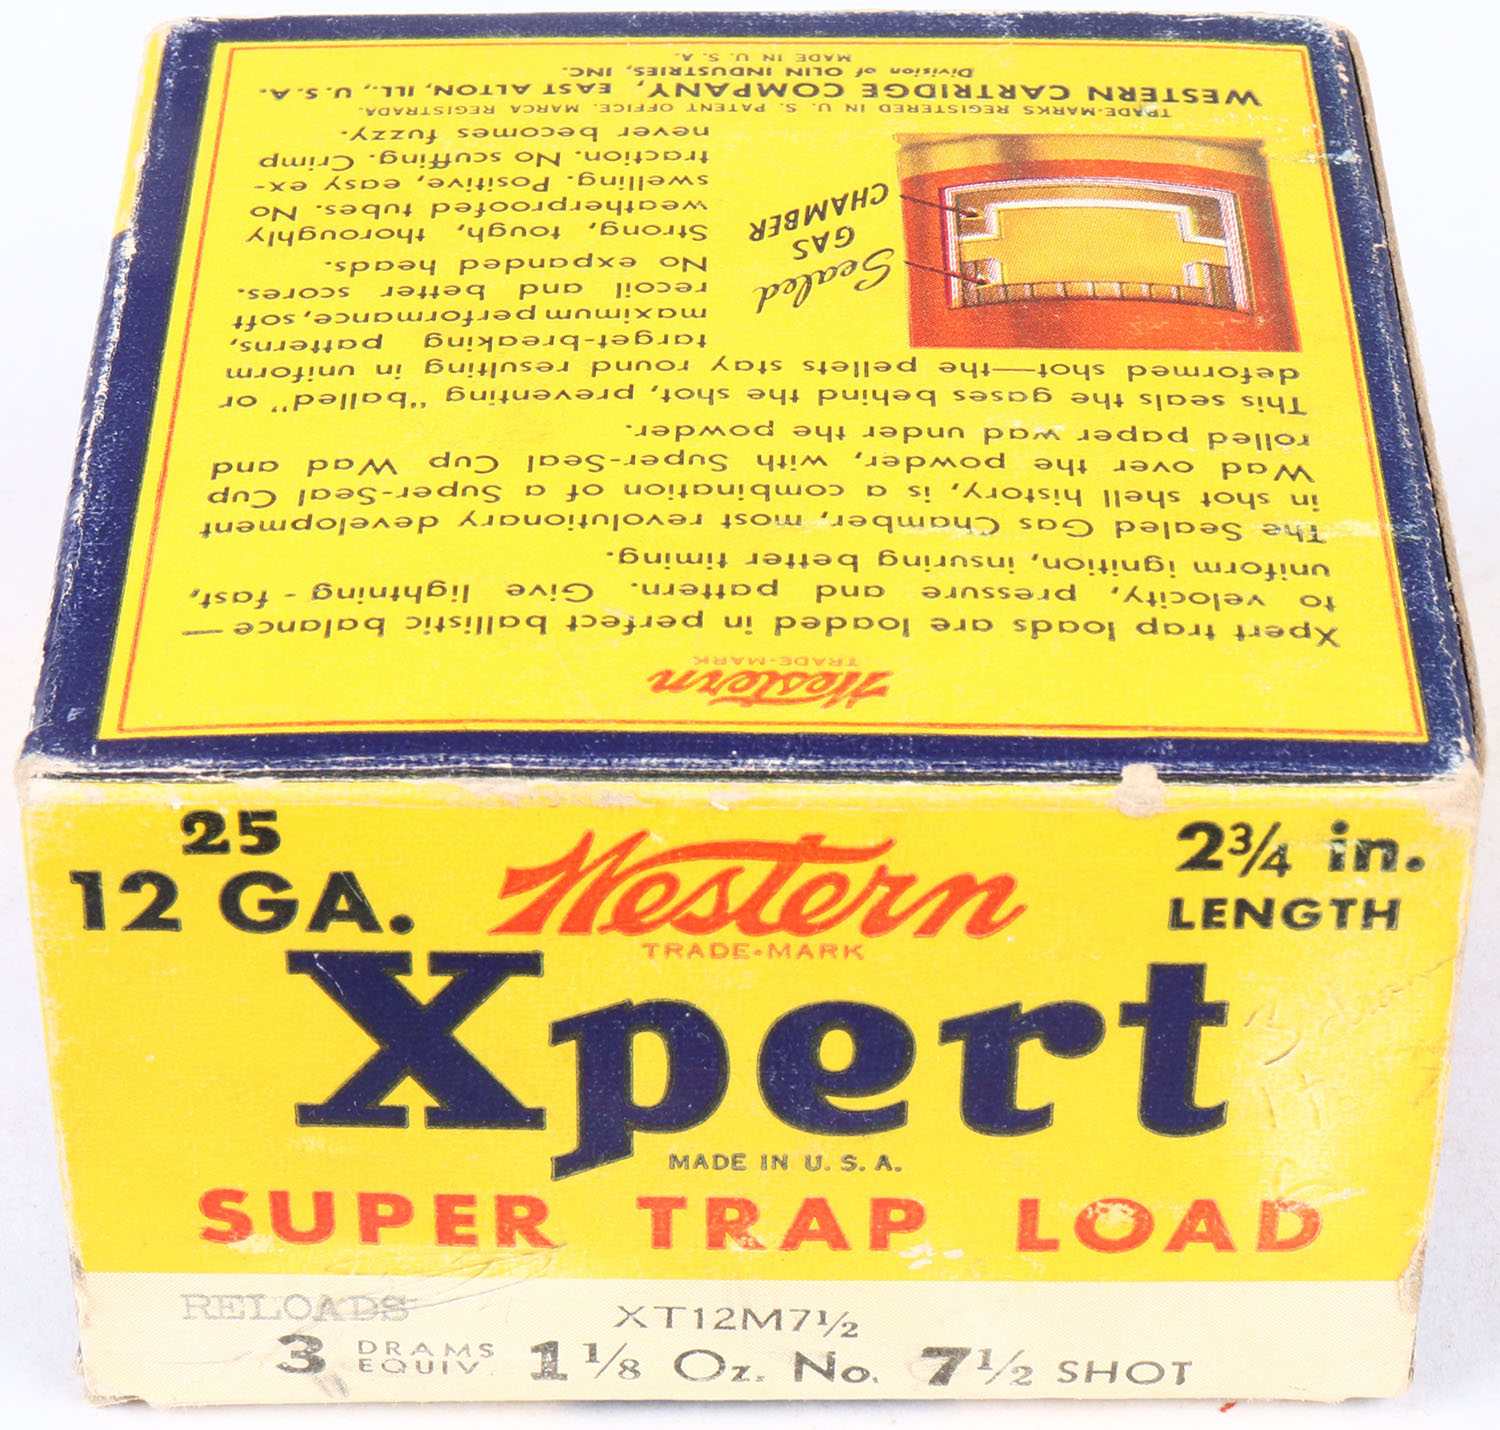 Western
TRADE-MARK
Xpert trap loads are loaded in perfect ballistic balance—
to velocity, pressure and pattern. Give lightning-fast,
uniform ignition, insuring better timing.
The Sealed Gas Chamber, most revolutionary development
in shot shell history, is a combination of a Super-Seal Cup
Wad over the powder, with Super-Seal Cup Wad and
rolled paper wad under the powder.
This seals the gases behind the shot, preventing "balled" or
deformed shot—the pellets stay round resulting in uniform
target-breaking patterns,
maximum performance, soft
recoil and better scores.
No expanded heads.
Strong, tough, thoroughly
weatherproofed tubes. No
swelling. Positive, easy ex-
traction. No scuffing. Crimp
never becomes fuzzy.
Sealed
GAS
CHAMBER
TRADE-MARKS REGISTERED IN U. S. PATENT OFFICE. MARCA REGISTRADA.
WESTERN CARTRIDGE COMPANY, EAST ALTON, ILL., U. S. A.
Division of OLIN INDUSTRIES, INC.
MADE IN U. S. A.
25
12 GA.
Western
TRADE-MARK
2¾ in.
LENGTH
Xpert
MADE IN U. S. A.
SUPER TRAP LOAD
RELOADS
XT12M7½
3 DRAMS EQUIV. 1⅛ Oz. No. 7½ SHOT